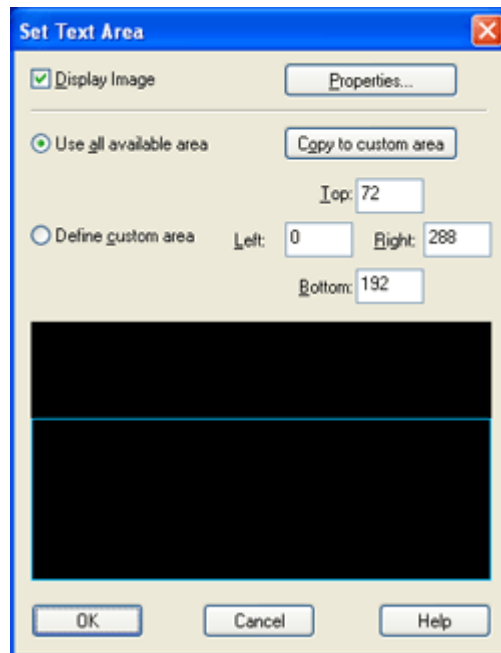 Set Text Area
Display Image Properties...
Use all available area Copy to custom area
Top: 72
Define custom area Left: 0 Right: 288
Bottom: 192
OK Cancel Help